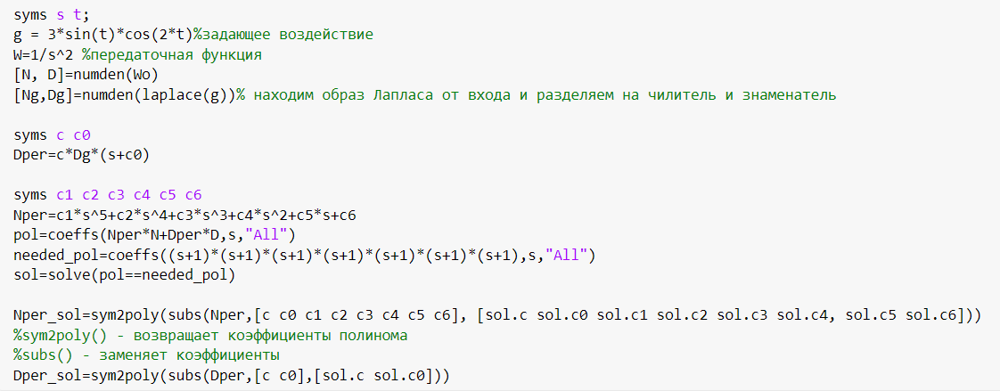 syms s t;
g = 3*sin(t)*cos(2*t)%задающее воздействие
W=1/s^2 %передаточная функция
[N, D]=numden(Wo)
[Ng,Dg]=numden(laplace(g))% находим образ Лапласа от входа и разделяем на чилитель и знаменатель
syms c c0
Dper=c*Dg*(s+c0)
syms c1 c2 c3 c4 c5 c6
Nper=c1*s^5+c2*s^4+c3*s^3+c4*s^2+c5*s+c6
pol=coeffs(Nper*N+Dper*D,s,"All")
needed_pol=coeffs((s+1)*(s+1)*(s+1)*(s+1)*(s+1)*(s+1)*(s+1),s,"All")
sol=solve(pol==needed_pol)
Nper_sol=sym2poly(subs(Nper,[c c0 c1 c2 c3 c4 c5 c6], [sol.c sol.c0 sol.c1 sol.c2 sol.c3 sol.c4, sol.c5 sol.c6]))
%sym2poly() - возвращает коэффициенты полинома
%subs() - заменяет коэффициенты
Dper_sol=sym2poly(subs(Dper,[c c0],[sol.c sol.c0]))